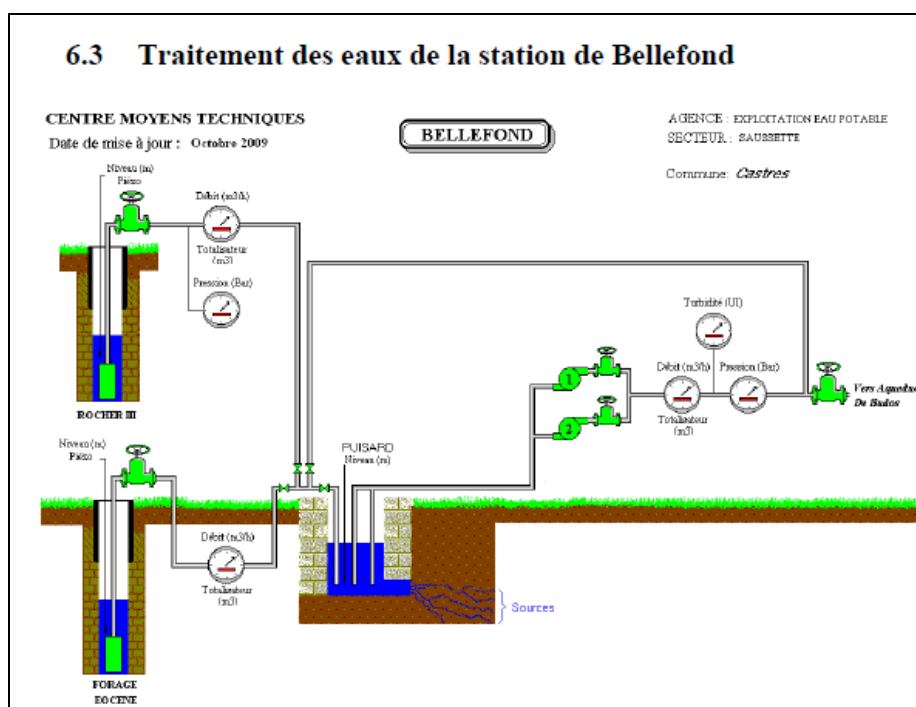 6.3 Traitement des eaux de la station de Bellefond
CENTRE MOYENS TECHNIQUES
Date de mise à jour : Octobre 2009
BELLEFOND
AGENCE : EXPLOITATION EAU POTABLE
SECTEUR : SAUSSETTE
Commune: Castres
Niveau (m)
Piézo
Débit (m3/h)
Totalisateur
(m3)
Pression (Bar)
ROCHER III
Turbidité (UI)
Débit (m3/h)
Pression (Bar)
Totalisateur
(m3)
1
2
Vers Aqueduc
De Budos
Niveau (m)
Piézo
PUISARD
Niveau (m)
Débit (m3/h)
Totalisateur
(m3)
Sources
FORAGE
EOCENE